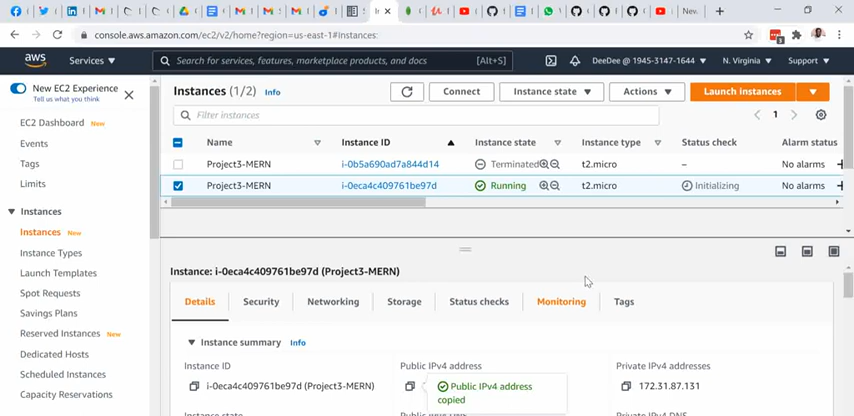 In
New.
console.aws.amazon.com/ec2/v2/home?region=us-east-1#Instances:
aws
Services
Search for services, features, marketplace products, and docs
[Alt+S]
DeeDee @ 1945-3147-1644
N. Virginia
Support
New EC2 Experience
Tell us what you think
EC2 Dashboard New
Events
Tags
Limits
Instances
Instances New
Instance Types
Launch Templates
Spot Requests
Savings Plans
Reserved Instances New
Dedicated Hosts
Scheduled Instances
Capacity Reservations
Instances (1/2) Info
Connect
Instance state
Actions
Launch instances
Filter instances
1
Name Instance ID Instance state Instance type Status check Alarm status
Project3-MERN i-0b5a690ad7a844d14 Terminated t2.micro – No alarms +
Project3-MERN i-0eca4c409761be97d Running t2.micro Initializing No alarms +
Instance: i-0eca4c409761be97d (Project3-MERN)
Details Security Networking Storage Status checks Monitoring Tags
Instance summary Info
Instance ID
i-0eca4c409761be97d (Project3-MERN)
Public IPv4 address
Public IPv4 address
copied
Private IPv4 addresses
172.31.87.131